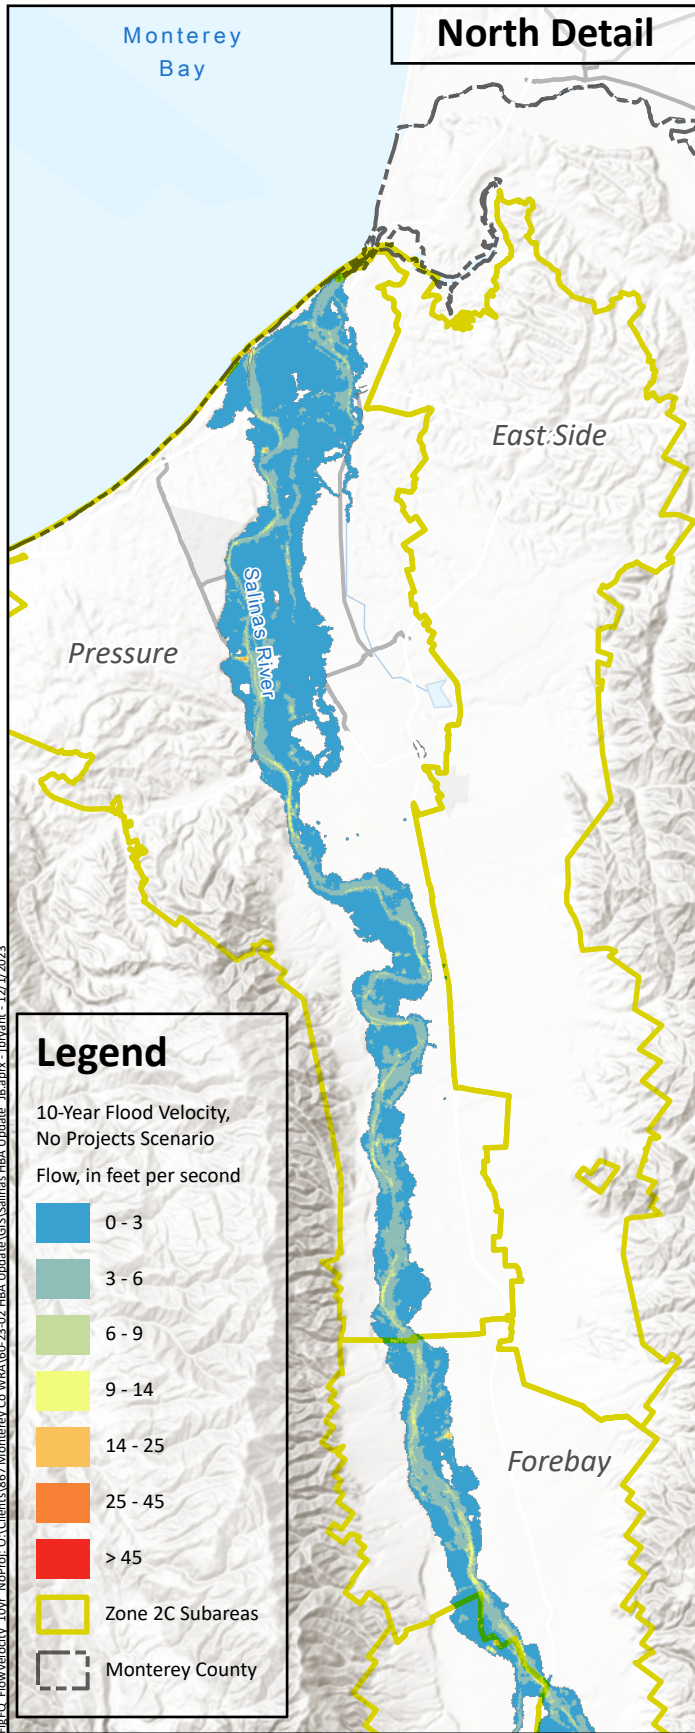 North Detail
Monterey
Bay
East Side
Salinas River
Pressure
Forebay
Legend
10-Year Flood Velocity,
No Projects Scenario
Flow, in feet per second
0 - 3
3 - 6
6 - 9
9 - 14
14 - 25
25 - 45
> 45
Zone 2C Subareas
Monterey County